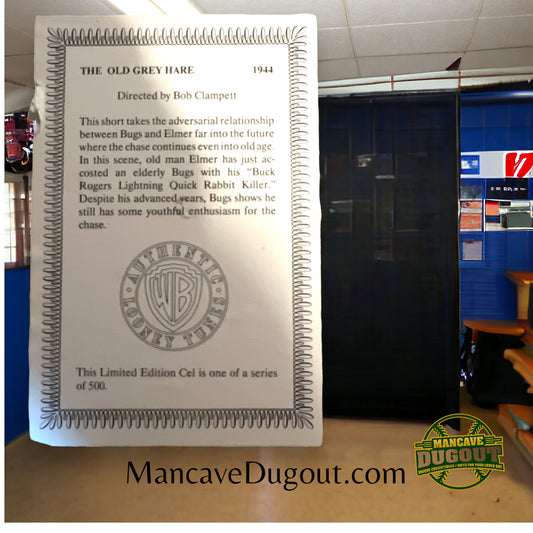 THE OLD GREY HARE 1944
Directed by Bob Clampett
This short takes the adversarial relationship
between Bugs and Elmer far into the future
where the chase continues even into old age.
In this scene, old man Elmer has just ac-
costed an elderly Bugs with his "Buck
Rogers Lightning Quick Rabbit Killer."
Despite his advanced years, Bugs shows he
still has some youthful enthusiasm for the
chase.
AUTHENTIC
WB
LOONEY TUNES
This Limited Edition Cel is one of a series
of 500.
MANCAVE
DUGOUT
MancaveDugout.com